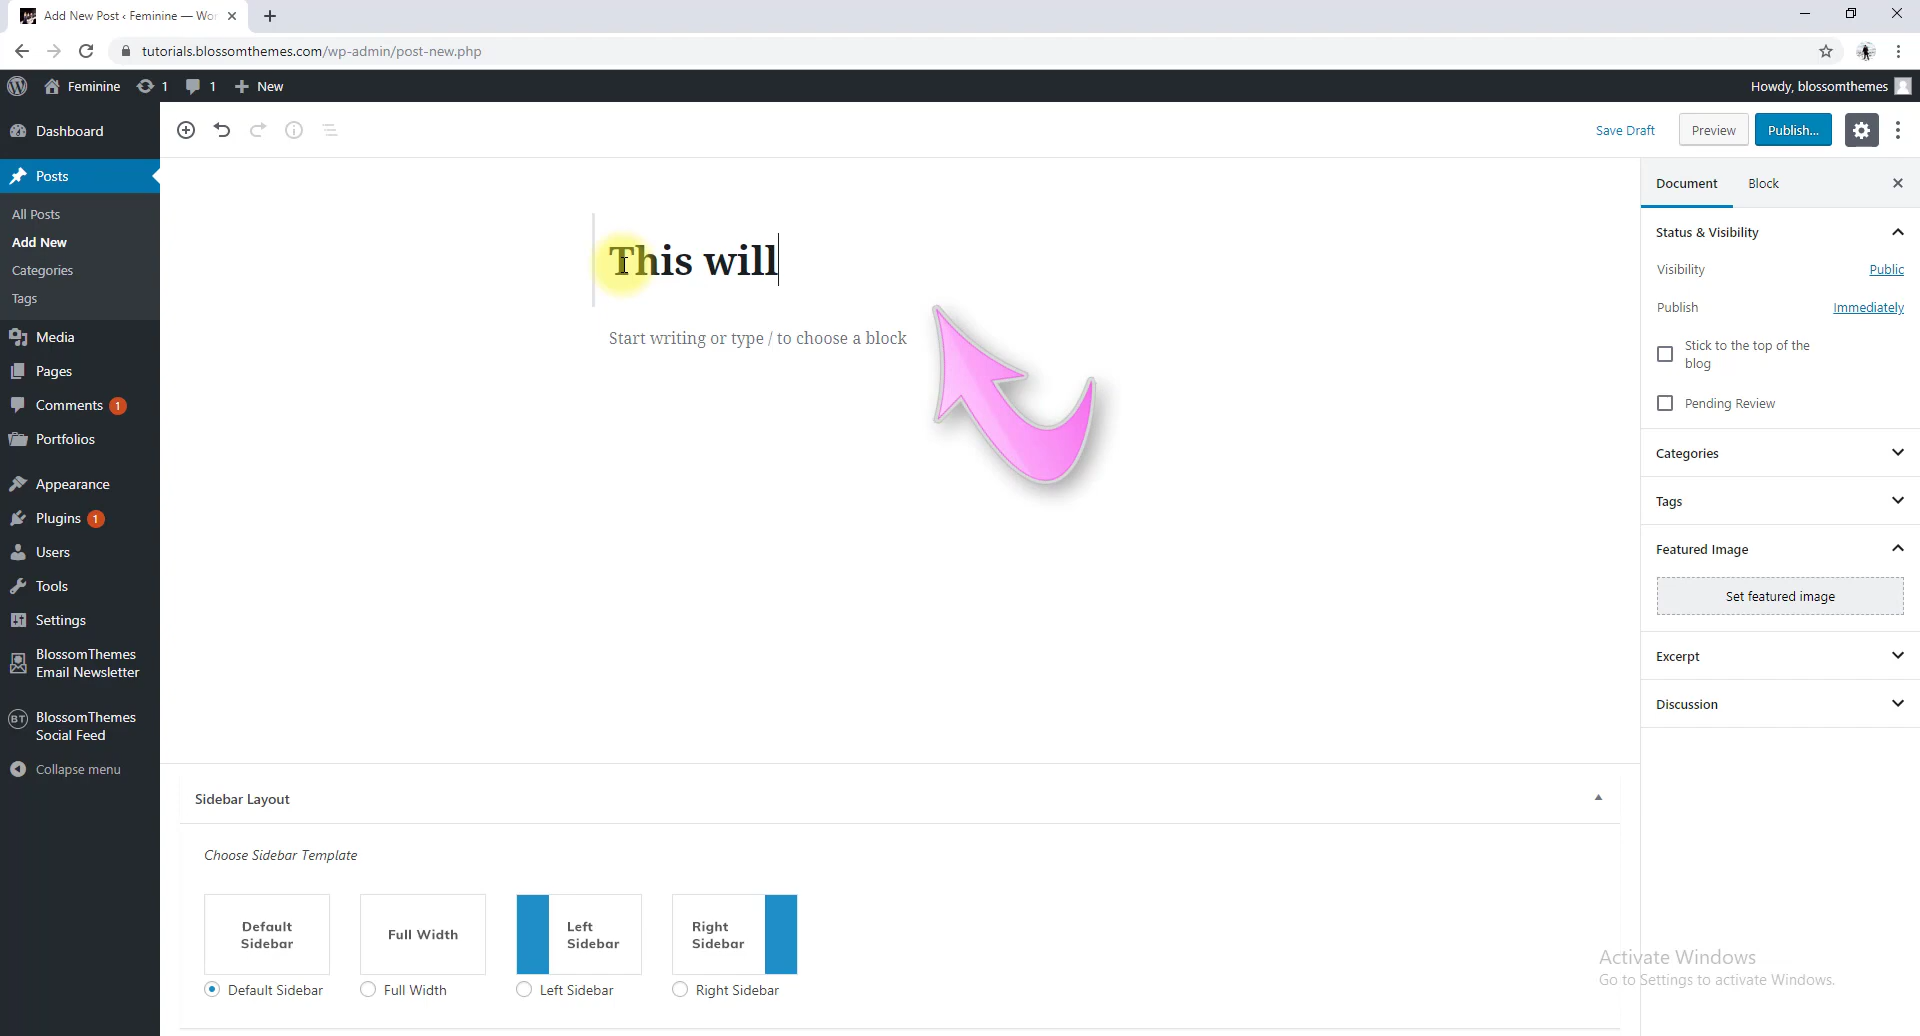 Add New Post ‹ Feminine — Wor
tutorials.blossomthemes.com/wp-admin/post-new.php
Feminine 1 1 New
Howdy, blossomthemes
Dashboard
Posts
All Posts
Add New
Categories
Tags
Media
Pages
Comments 1
Portfolios
Appearance
Plugins 1
Users
Tools
Settings
BlossomThemes
Email Newsletter
BT BlossomThemes
Social Feed
Collapse menu
Save Draft
Preview
Publish...
This will
Start writing or type / to choose a block
Document
Block
Status & Visibility
Visibility Public
Publish Immediately
Stick to the top of the
blog
Pending Review
Categories
Tags
Featured Image
Set featured image
Excerpt
Discussion
Sidebar Layout
Choose Sidebar Template
Default
Sidebar
Full Width
Left
Sidebar
Right
Sidebar
Default Sidebar
Full Width
Left Sidebar
Right Sidebar
Activate Windows
Go to Settings to activate Windows.